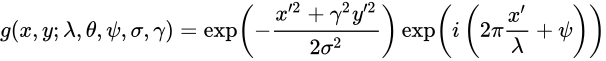 g(x, y; λ, θ, ψ, σ, γ) = exp(−(x′² + γ²y′²)/(2σ²)) exp(i(2π x′/λ + ψ))